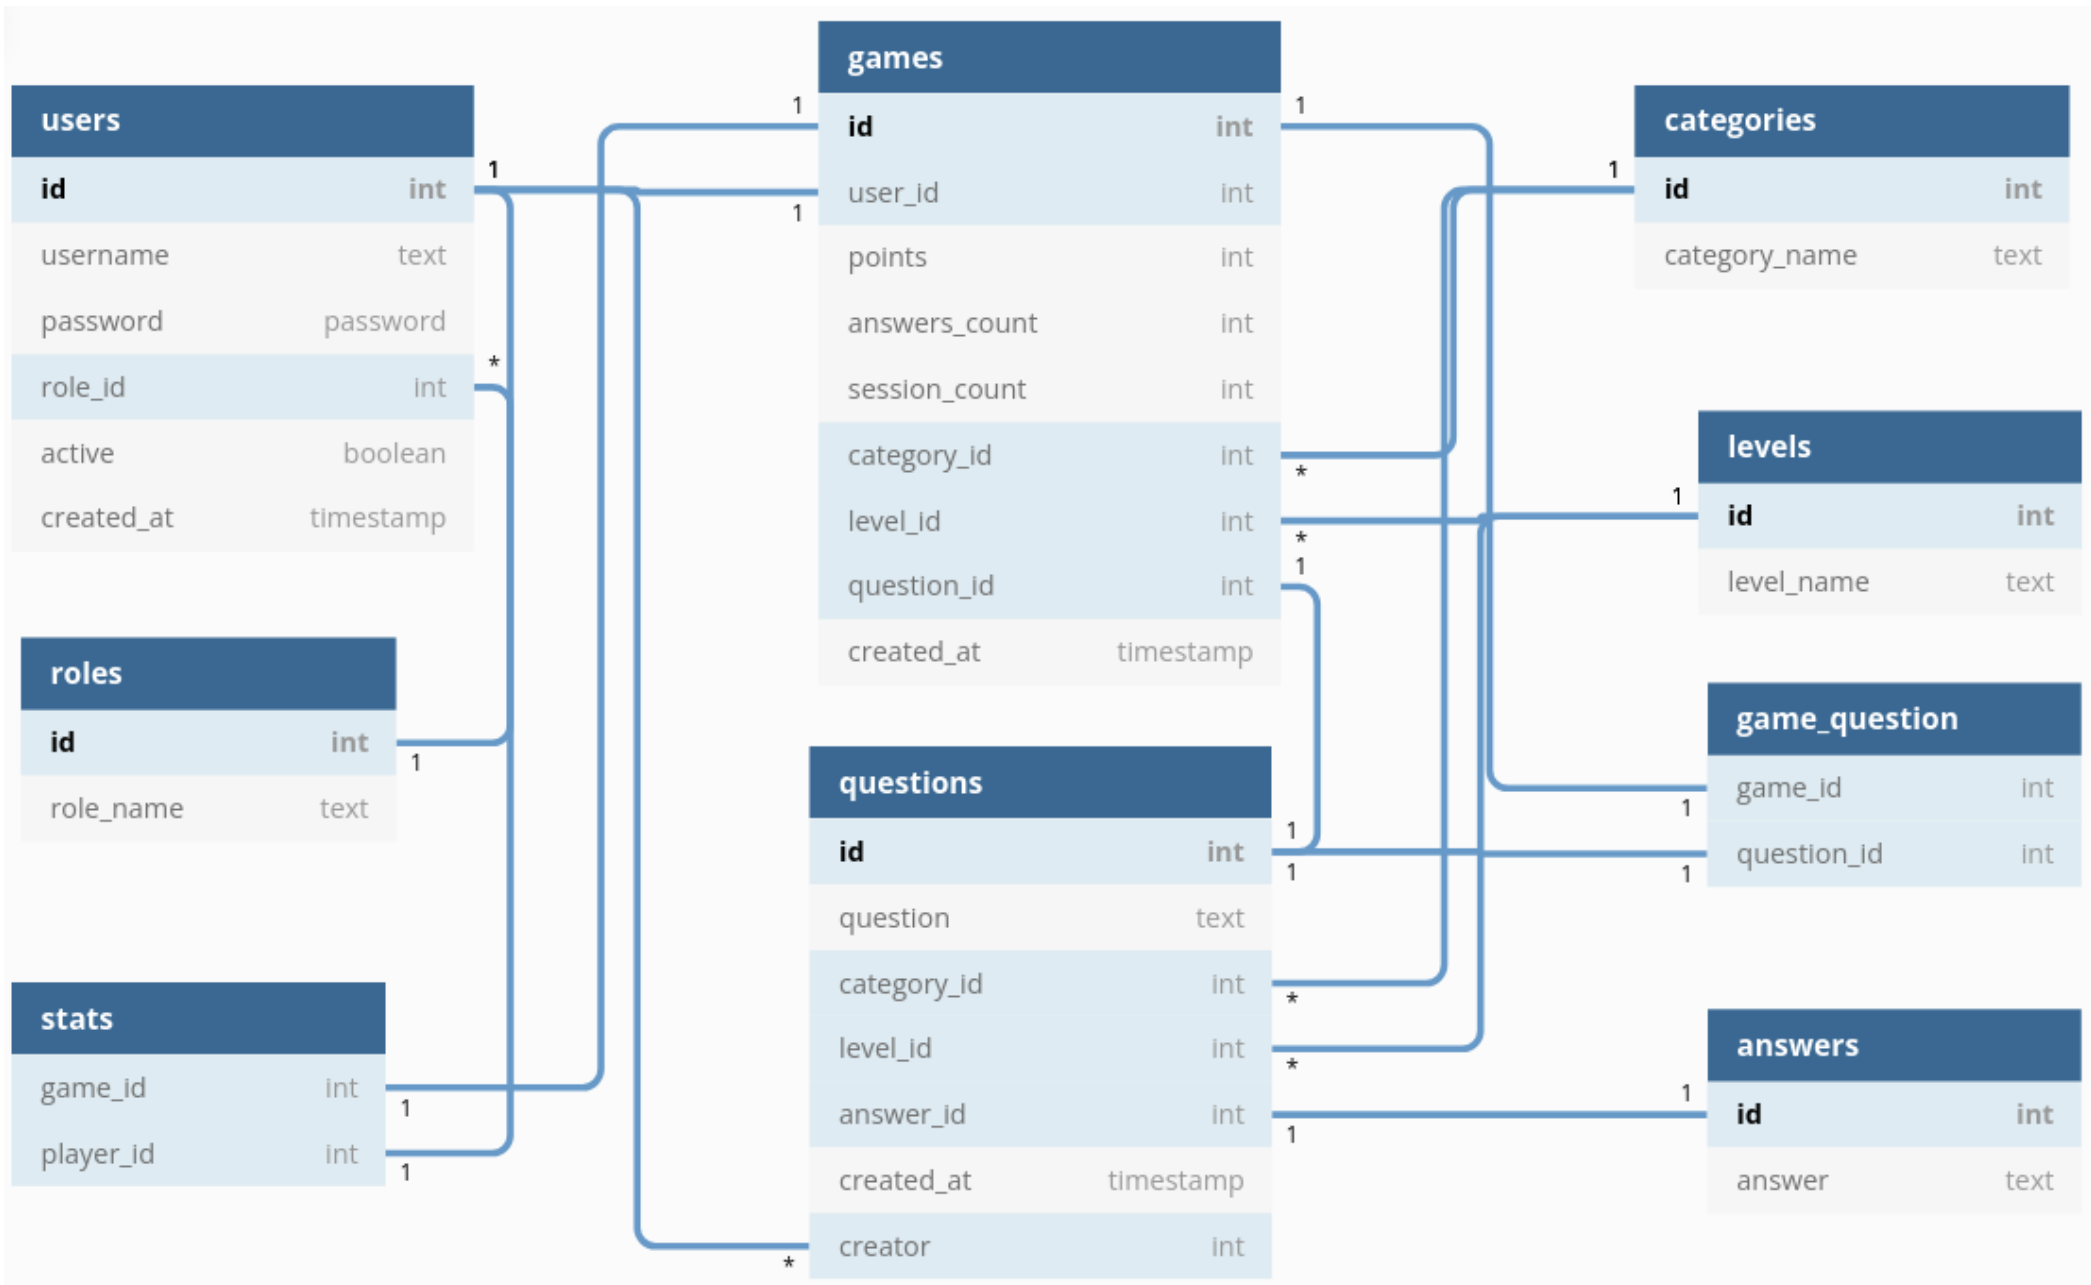 users
id int
username text
password password
role_id int
active boolean
created_at timestamp
1
*
roles
id int
role_name text
1
stats
game_id int
player_id int
1
1
games
id int
user_id int
points int
answers_count int
session_count int
category_id int
level_id int
question_id int
created_at timestamp
1
1
1
*
*
1
questions
id int
question text
category_id int
level_id int
answer_id int
created_at timestamp
creator int
1
1
*
*
1
*
categories
id int
category_name text
1
levels
id int
level_name text
1
game_question
game_id int
question_id int
1
1
answers
id int
answer text
1